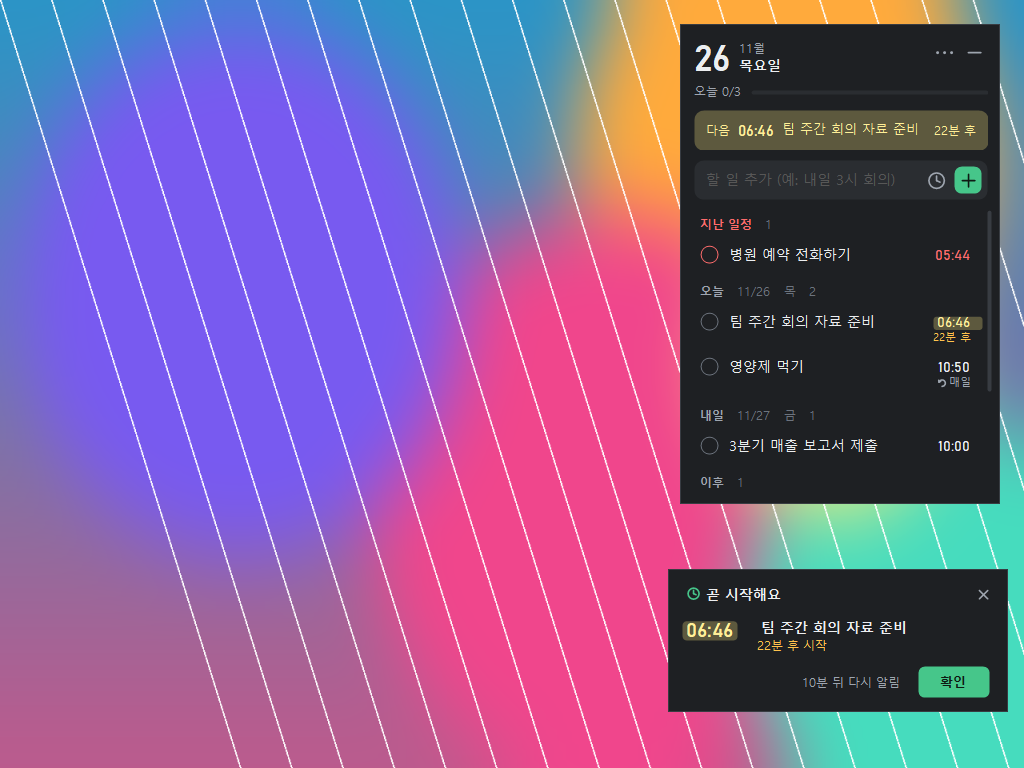 26
11월
목요일
오늘 0/3
다음 06:46 팀 주간 회의 자료 준비 22분 후
할 일 추가 (예: 내일 3시 회의)
지난 일정 1
병원 예약 전화하기 05:44
오늘 11/26 목 2
팀 주간 회의 자료 준비 06:46
22분 후
영양제 먹기 10:50
매일
내일 11/27 금 1
3분기 매출 보고서 제출 10:00
이후 1
곧 시작해요
06:46 팀 주간 회의 자료 준비
22분 후 시작
10분 뒤 다시 알림 확인